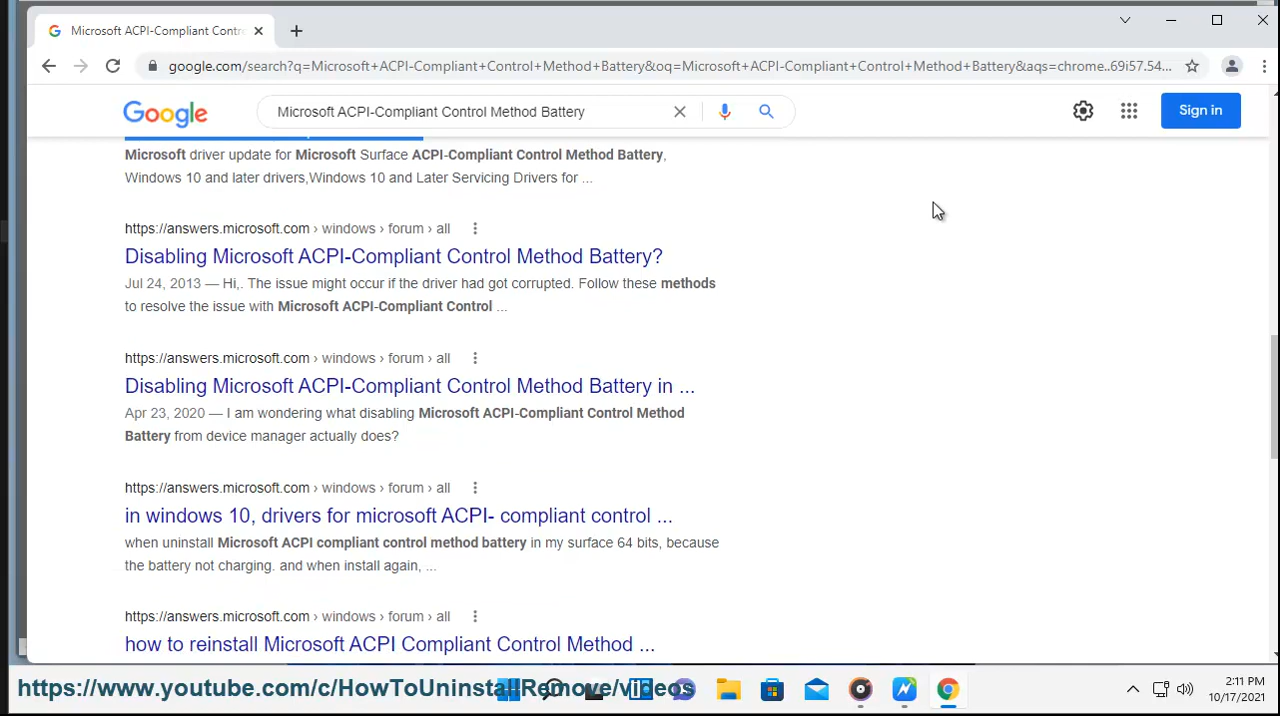 Microsoft ACPI-Compliant Contr
google.com/search?q=Microsoft+ACPI-Compliant+Control+Method+Battery&oq=Microsoft+ACPI-Compliant+Control+Method+Battery&aqs=chrome..69i57.54...
Google
Microsoft ACPI-Compliant Control Method Battery
Sign in
Microsoft driver update for Microsoft Surface ACPI-Compliant Control Method Battery,
Windows 10 and later drivers,Windows 10 and Later Servicing Drivers for ...
https://answers.microsoft.com › windows › forum › all
Disabling Microsoft ACPI-Compliant Control Method Battery?
Jul 24, 2013 — Hi,. The issue might occur if the driver had got corrupted. Follow these methods
to resolve the issue with Microsoft ACPI-Compliant Control ...
https://answers.microsoft.com › windows › forum › all
Disabling Microsoft ACPI-Compliant Control Method Battery in ...
Apr 23, 2020 — I am wondering what disabling Microsoft ACPI-Compliant Control Method
Battery from device manager actually does?
https://answers.microsoft.com › windows › forum › all
in windows 10, drivers for microsoft ACPI- compliant control ...
when uninstall Microsoft ACPI compliant control method battery in my surface 64 bits, because
the battery not charging. and when install again, ...
https://answers.microsoft.com › windows › forum › all
how to reinstall Microsoft ACPI Compliant Control Method ...
https://www.youtube.com/c/HowToUninstallRemove/videos
2:11 PM
10/17/2021